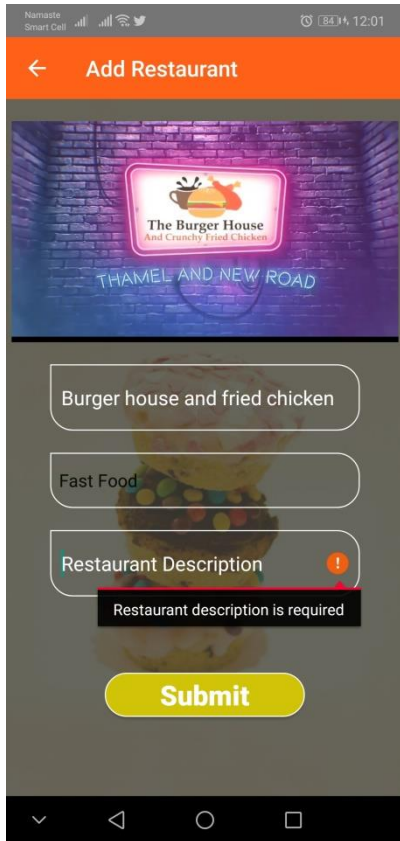 Namaste
Smart Cell
84
12:01
Add Restaurant
The Burger House
And Crunchy Fried Chicken
THAMEL AND NEW ROAD
Burger house and fried chicken
Fast Food
Restaurant Description
!
Restaurant description is required
Submit